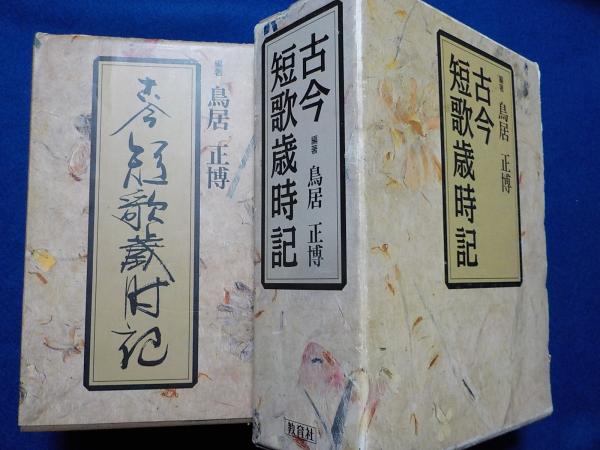 古今短歌歳時記
編著 鳥居 正博
古今
短歌歳時記
編著 鳥居 正博
教育社
古今
短歌歳時記
編著 鳥居 正博